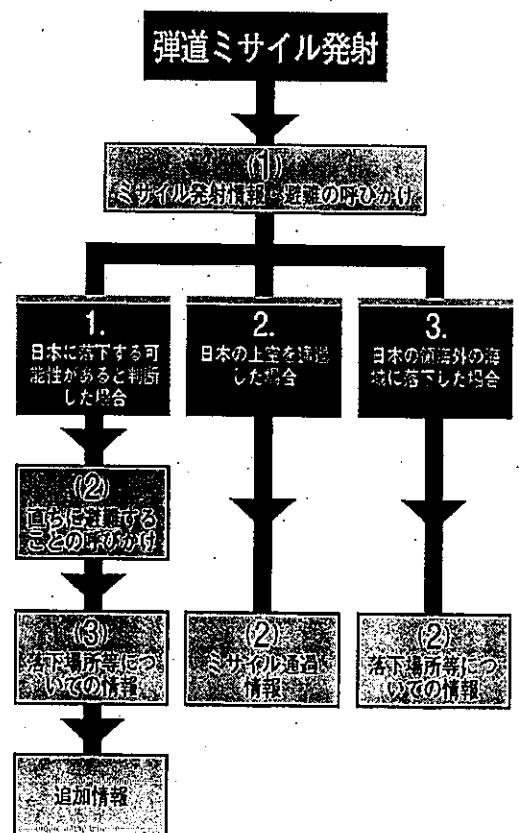 弾道ミサイル発射
(1)
ミサイル発射情報・避難の呼びかけ
1.
日本に落下する可
能性があると判断
した場合
2.
日本の上空を通過
した場合
3.
日本の領海外の海
域に落下した場合
(2)
直ちに避難する
ことの呼びかけ
(3)
落下場所等につ
いての情報
追加情報
(2)
ミサイル通過
情報
(2)
落下場所等につ
いての情報